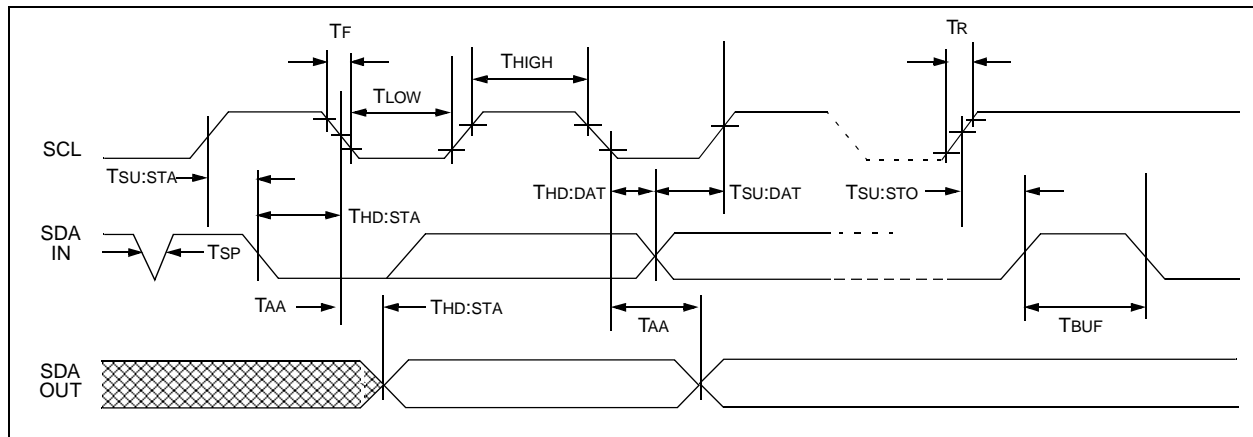 TF
TR
THIGH
TLOW
SCL
TSU:STA
THD:DAT
TSU:DAT
TSU:STO
THD:STA
SDA
IN
TSP
TAA
THD:STA
TAA
TBUF
SDA
OUT